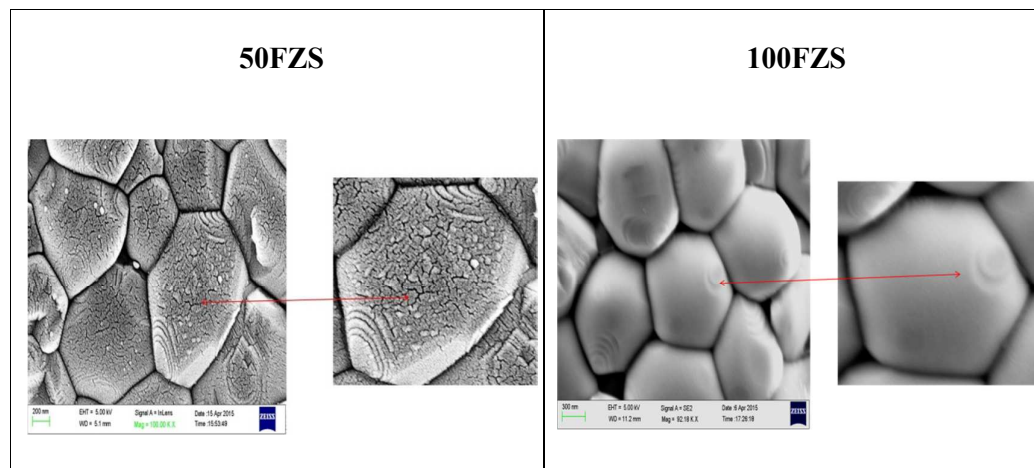 50FZS
100FZS
200 nm
EHT = 5.00 kV
Signal A = InLens
Date :15 Apr 2015
WD = 5.1 mm
Mag = 100.00 K X
Time :15:53:49
ZEISS
300 nm
EHT = 5.00 kV
Signal A = SE2
Date :6 Apr 2015
WD = 11.2 mm
Mag = 92.18 K X
Time :17:26:18
ZEISS